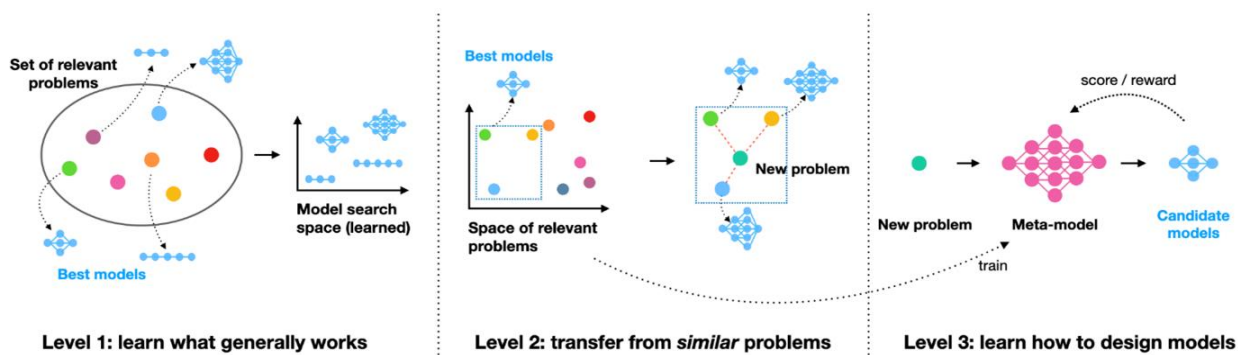 Set of relevant
problems
Best models
Model search
space (learned)
Level 1: learn what generally works
Best models
Space of relevant
problems
New problem
Level 2: transfer from similar problems
score / reward
New problem
Meta-model
Candidate
models
train
Level 3: learn how to design models